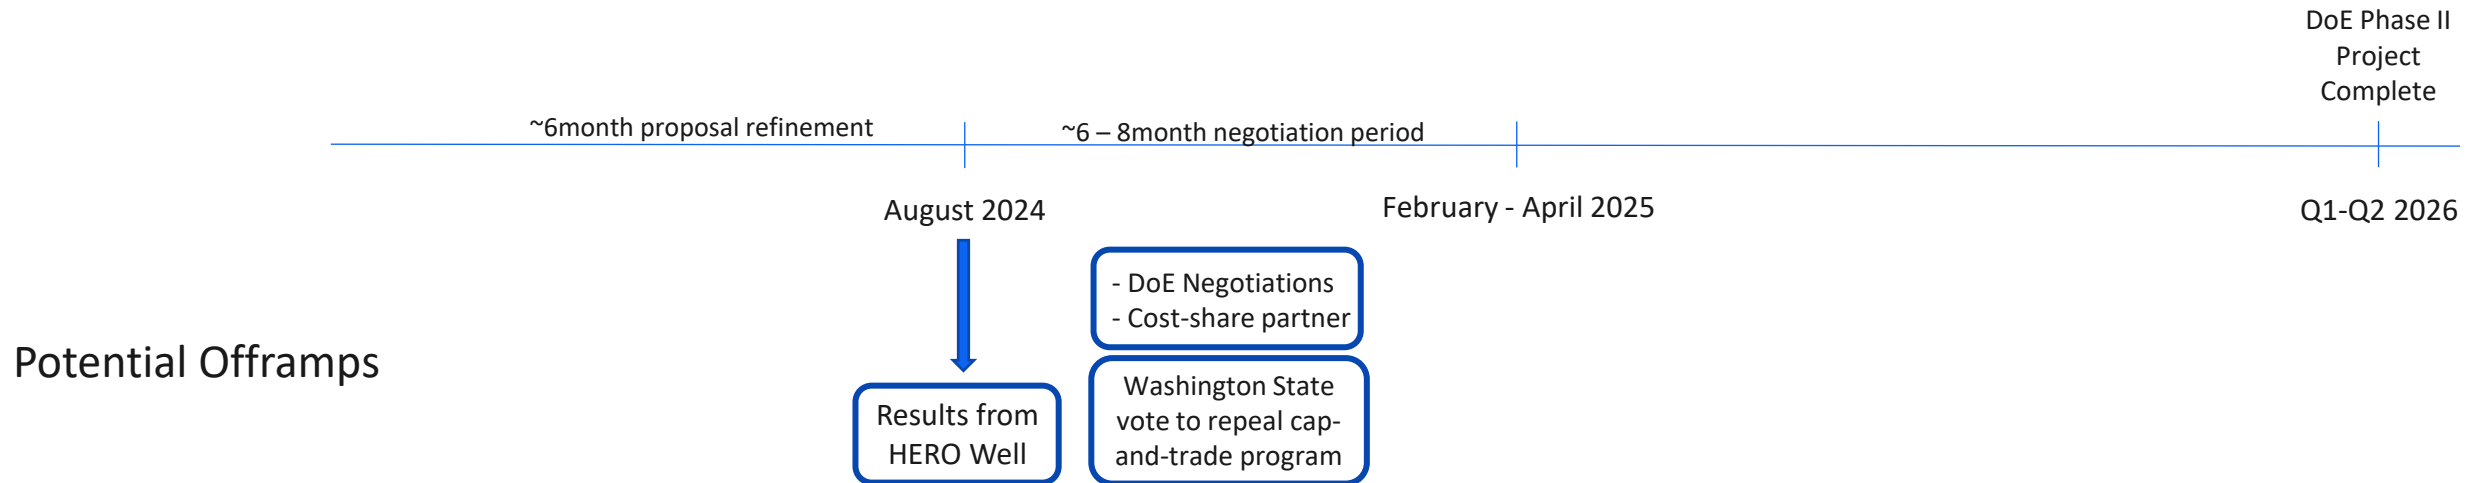 DoE Phase II
Project
Complete
~6month proposal refinement
~6 – 8month negotiation period
August 2024
February - April 2025
Q1-Q2 2026
- DoE Negotiations
- Cost-share partner
Potential Offramps
Results from
HERO Well
Washington State
vote to repeal cap-
and-trade program